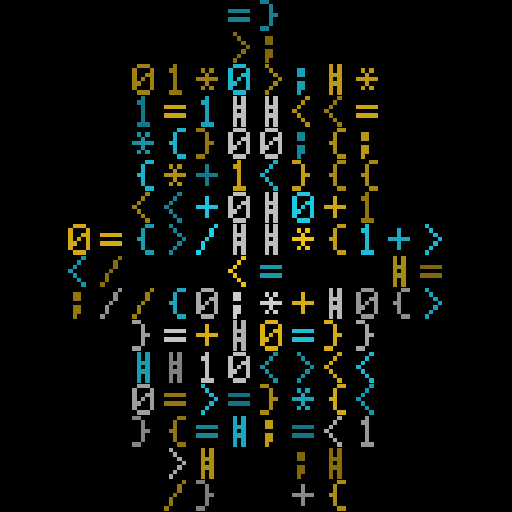 =}
>;
01*0>;H*
1=1HH<<=
*{}00;{;
{*+1<}{{
<<+0H0+1
0={>/HH*{1+>
</<=H=
;//{0;*+H0{>
}=+H0=}}
HH10<><<
0=>=}*{<
}{=H;=<1
>H;H
/}+{